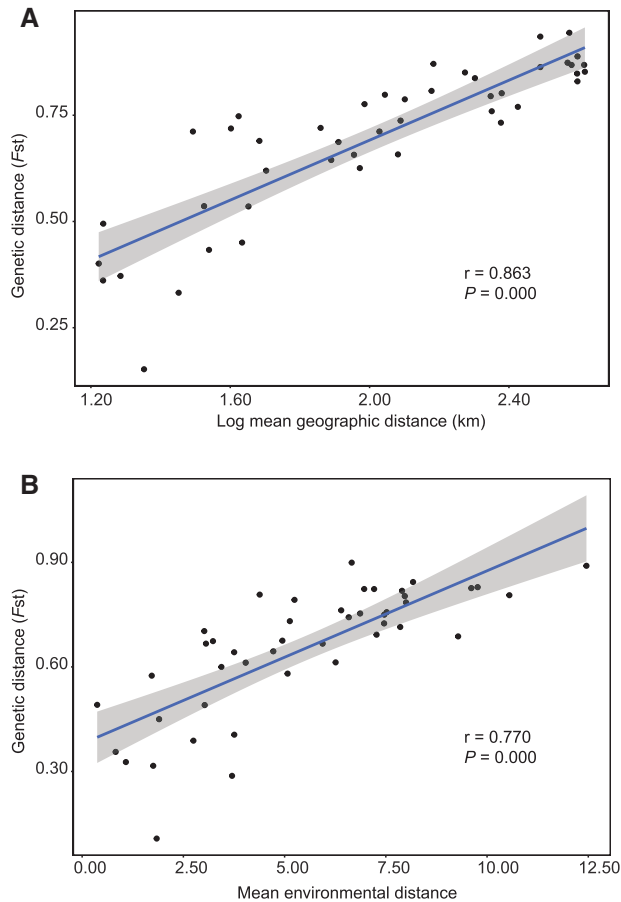 A
Genetic distance (Fst)
0.75
0.50
0.25
r = 0.863
P = 0.000
1.20 1.60 2.00 2.40
Log mean geographic distance (km)
B
Genetic distance (Fst)
0.90
0.60
0.30
r = 0.770
P = 0.000
0.00 2.50 5.00 7.50 10.00 12.50
Mean environmental distance